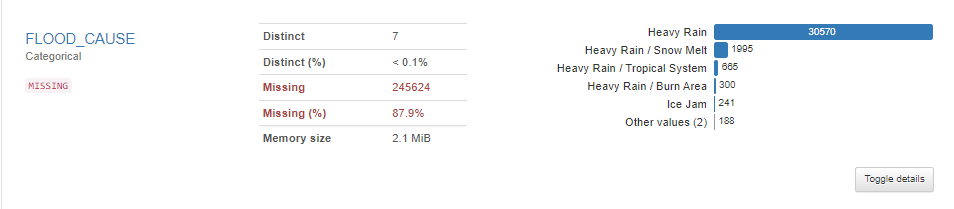 FLOOD_CAUSE
Categorical
MISSING
Distinct 7
Distinct (%) < 0.1%
Missing 245624
Missing (%) 87.9%
Memory size 2.1 MiB
Heavy Rain 30570
Heavy Rain / Snow Melt 1995
Heavy Rain / Tropical System 665
Heavy Rain / Burn Area 300
Ice Jam 241
Other values (2) 188
Toggle details